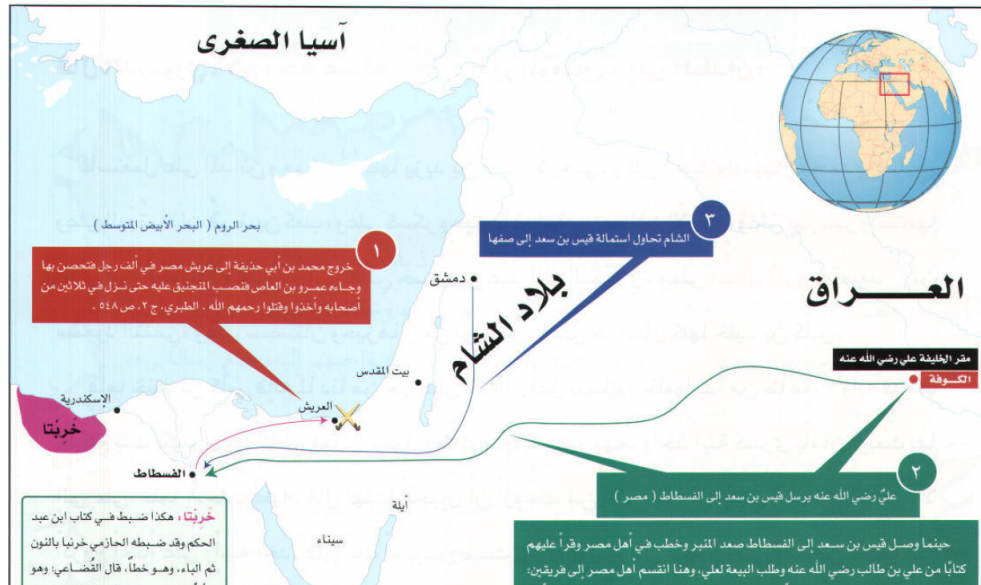 آسيا الصغرى
بحر الروم ( البحر الأبيض المتوسط )
١
خروج محمد بن أبي حذيفة إلى عريش مصر في ألف رجل فتحصن بها
وجاءه عمرو بن العاص فنصب المنجنيق عليه حتى نزل في ثلاثين من
أصحابه وأخذوا وقتلوا رحمهم الله . الطبري، ج ٢، ص ٥٤٨ .
٣
الشام تحاول استمالة قيس بن سعد إلى صفها
دمشق
بلاد الشام
العراق
مقر الخليفة علي رضي الله عنه
الكوفة
بيت المقدس
العريش
الإسكندرية
خَرِبْتا
الفسطاط
أيلة
سيناء
٢
عليٌّ رضي الله عنه يرسل قيس بن سعد إلى الفسطاط ( مصر )
حينما وصل قيس بن سعد إلى الفسطاط صعد المنبر وخطب في أهل مصر وقرأ عليهم
كتابًا من علي بن طالب رضي الله عنه وطلب البيعة لعلي، وهنا انقسم أهل مصر إلى فريقين:
خَرِبْتا: هكذا ضبط في كتاب ابن عبد
الحكم وقد ضبطه الحازمي خرنبا بالنون
ثم الباء، وهو خطأ، قال القضاعي: وهو